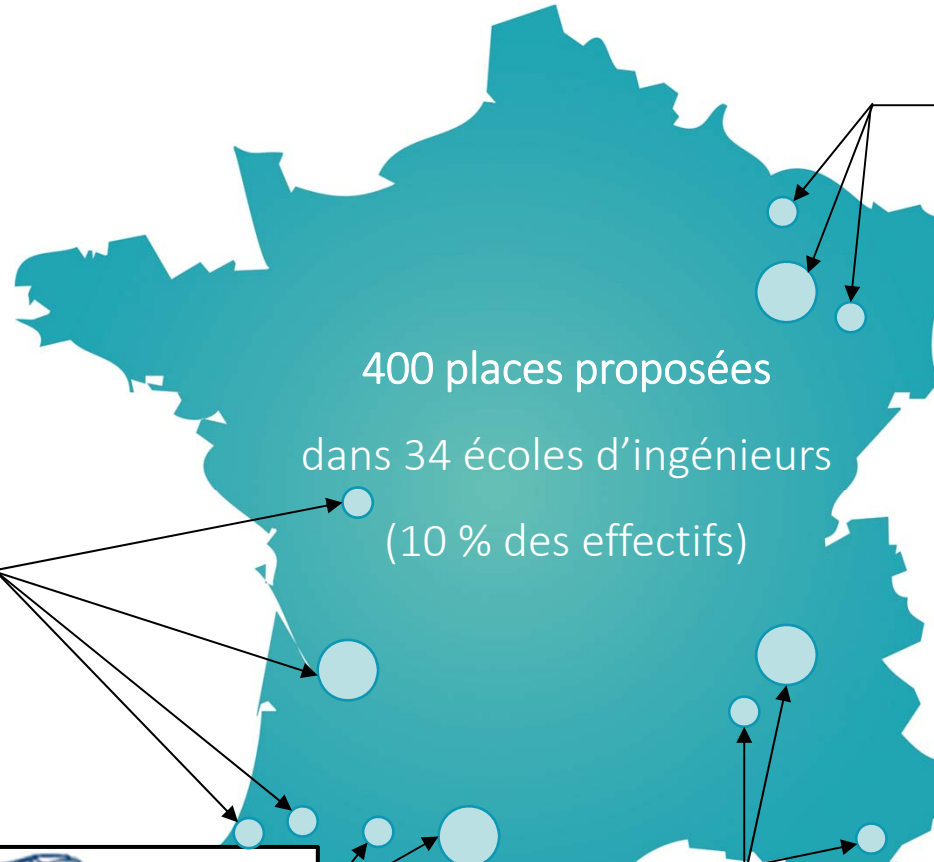 400 places proposées
dans 34 écoles d’ingénieurs
(10 % des effectifs)